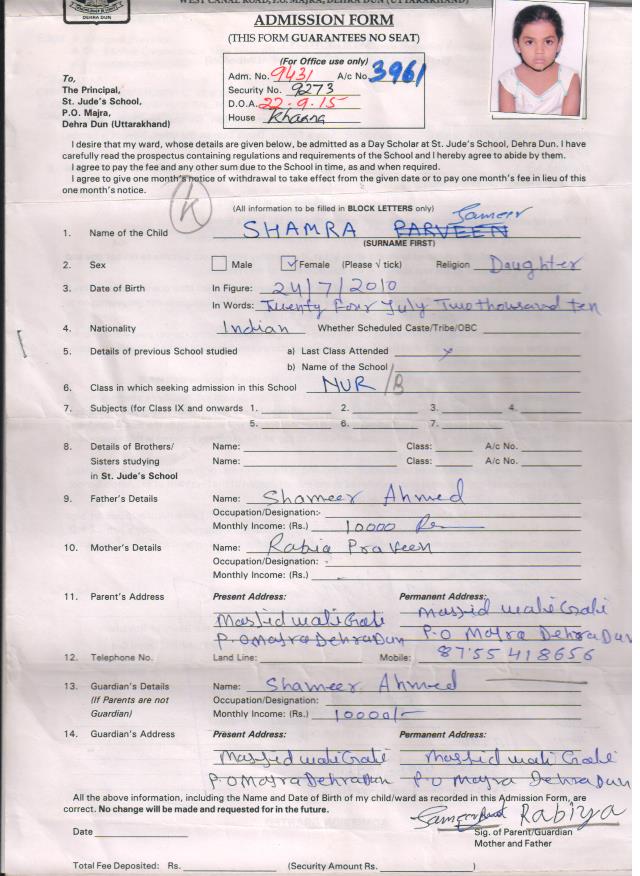 WEST CANAL ROAD, P.O. MAJRA, DEHRA DUN (UTTARAKHAND)
DEHRA DUN
ADMISSION FORM
(THIS FORM GUARANTEES NO SEAT)
(For Office use only)
Adm. No. 9431 A/c No. 3961
Security No. 9273
D.O.A. 22.9.15
House Khanna
To,
The Principal,
St. Jude's School,
P.O. Majra,
Dehra Dun (Uttarakhand)
I desire that my ward, whose details are given below, be admitted as a Day Scholar at St. Jude's School, Dehra Dun. I have
carefully read the prospectus containing regulations and requirements of the School and I hereby agree to abide by them.
I agree to pay the fee and any other sum due to the School in time, as and when required.
I agree to give one month's notice of withdrawal to take effect from the given date or to pay one month's fee in lieu of this
one month's notice.
K
(All information to be filled in BLOCK LETTERS only)
Sameer
1. Name of the Child SHAMRA PARVEEN
(SURNAME FIRST)
2. Sex Male Female (Please √ tick) Religion Daughter
3. Date of Birth In Figure: 24/7/2010
In Words: Twenty Four July Two thousand ten
4. Nationality Indian Whether Scheduled Caste/Tribe/OBC
5. Details of previous School studied a) Last Class Attended
b) Name of the School
6. Class in which seeking admission in this School NUR /B
7. Subjects (for Class IX and onwards 1. 2. 3. 4.
5. 6. 7.
8. Details of Brothers/ Name: Class: A/c No.
Sisters studying Name: Class: A/c No.
in St. Jude's School
9. Father's Details Name: Shameer Ahmed
Occupation/Designation:-
Monthly Income: (Rs.) 10000
10. Mother's Details Name: Rabia Praveen
Occupation/Designation: -
Monthly Income: (Rs.)
11. Parent's Address Present Address: Permanent Address:
Masjid wali Gali Masjid wali Gali
P.O Majra Dehra Dun P.O Majra Dehra Dun
12. Telephone No. Land Line: Mobile: 8755418656
13. Guardian's Details Name: Shameer Ahmed
(If Parents are not Occupation/Designation:
Guardian) Monthly Income: (Rs.) 10000/-
14. Guardian's Address Present Address: Permanent Address:
Masjid wali Gali Masjid wali Gali
P.O Majra Dehra Dun P.O Majra Dehra Dun
All the above information, including the Name and Date of Birth of my child/ward as recorded in this Admission Form, are
correct. No change will be made and requested for in the future.
Rabiya
Date Sig. of Parent/Guardian
Mother and Father
Total Fee Deposited: Rs. (Security Amount Rs. )